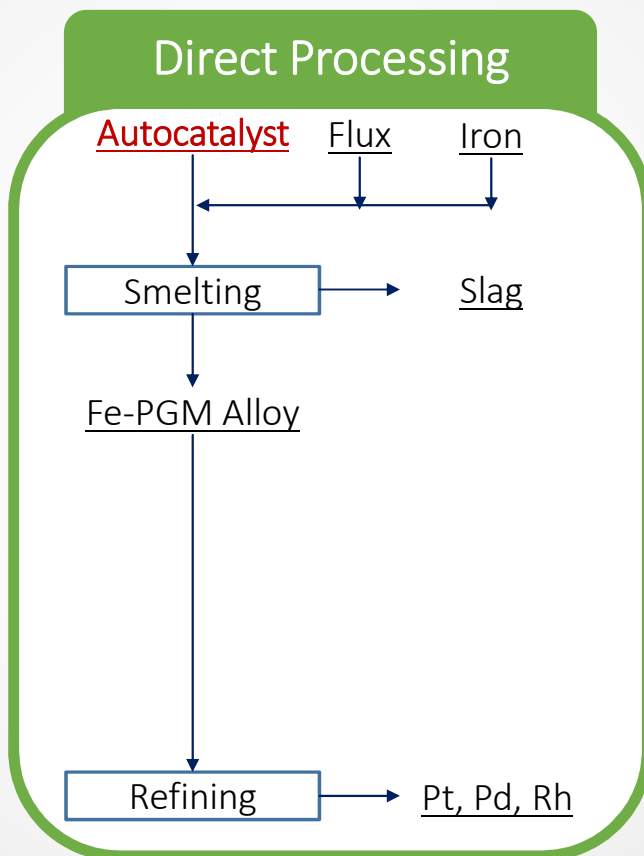 Direct Processing
Autocatalyst Flux Iron
Smelting Slag
Fe-PGM Alloy
Refining Pt, Pd, Rh